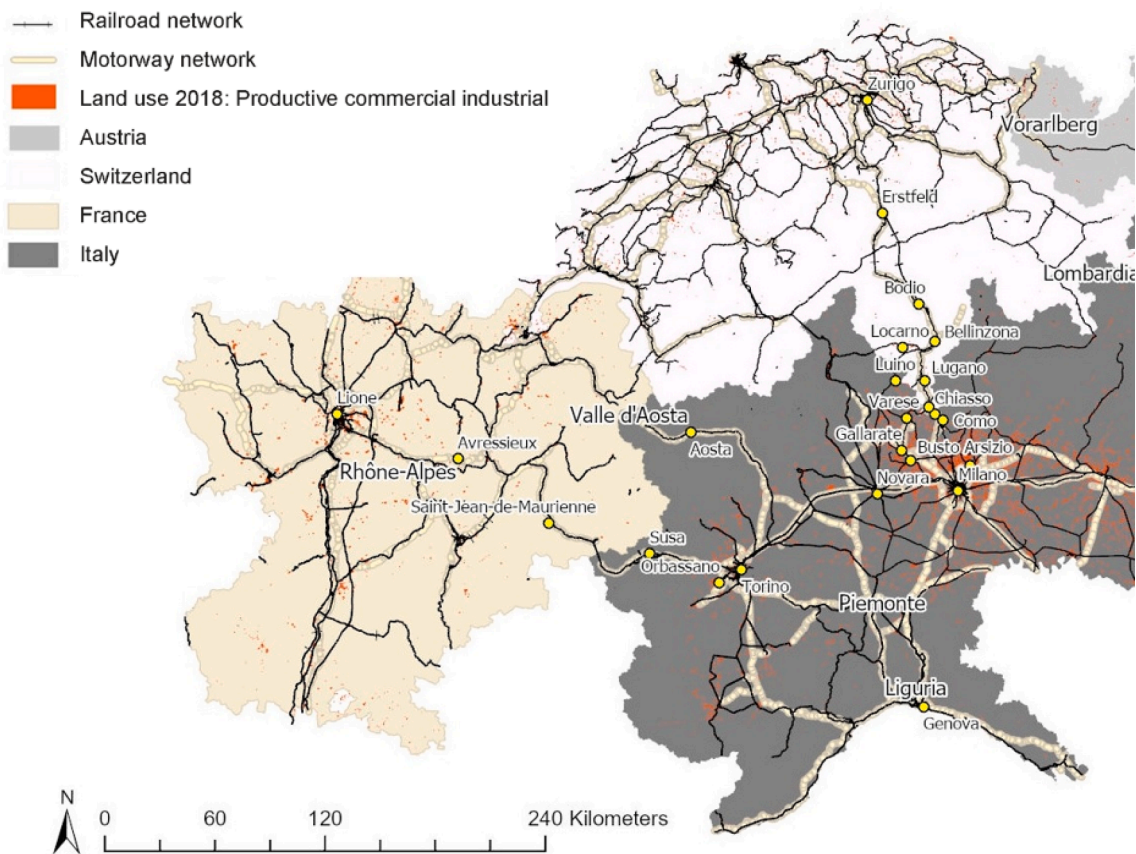 Railroad network
Motorway network
Land use 2018: Productive commercial industrial
Austria
Switzerland
France
Italy
Zurigo
Vorarlberg
Erstfeld
Lombardia
Bodio
Locarno
Bellinzona
Luino
Lugano
Varese
Chiasso
Como
Gallarate
Busto Arsizio
Novara
Milano
Valle d'Aosta
Aosta
Lione
Avressieux
Rhône-Alpes
Saint-Jean-de-Maurienne
Susa
Orbassano
Torino
Piemonte
Liguria
Genova
N
0 60 120 240 Kilometers